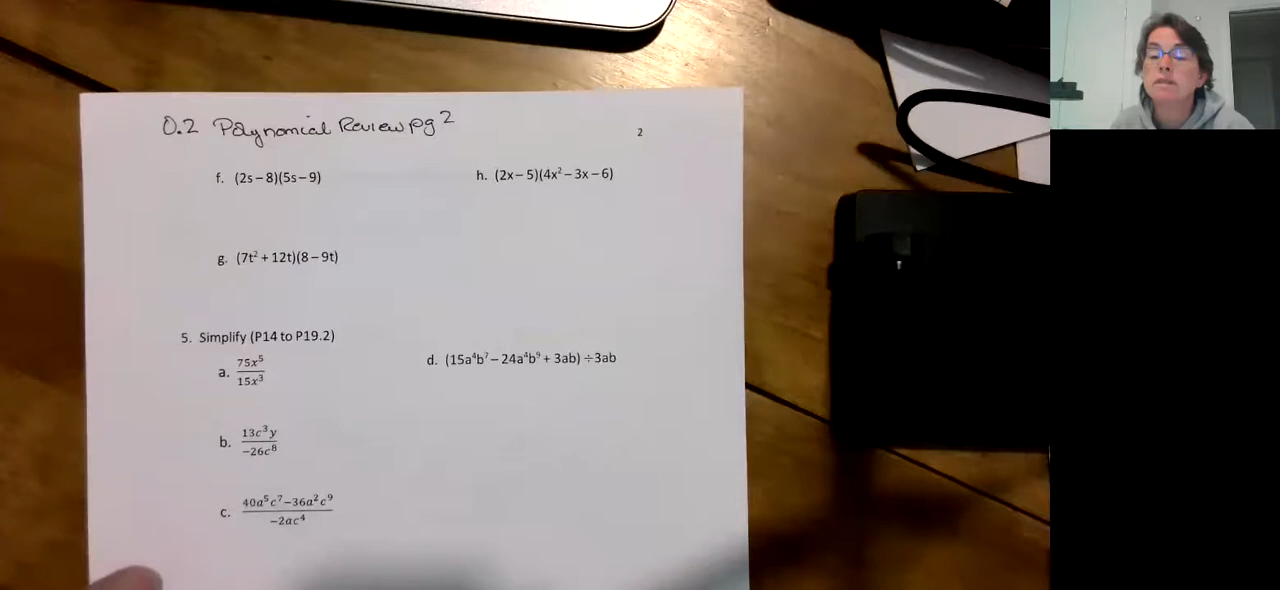 0.2 Polynomial Review pg 2
2
f. (2s – 8)(5s – 9)
h. (2x – 5)(4x² – 3x – 6)
g. (7t² + 12t)(8 – 9t)
5. Simplify (P14 to P19.2)
a. 75x⁵ / 15x³
d. (15a⁴b⁷ – 24a⁴b⁹ + 3ab) ÷ 3ab
b. 13c³y / −26c⁸
c. 40a⁵c⁷−36a²c⁹ / −2ac⁴